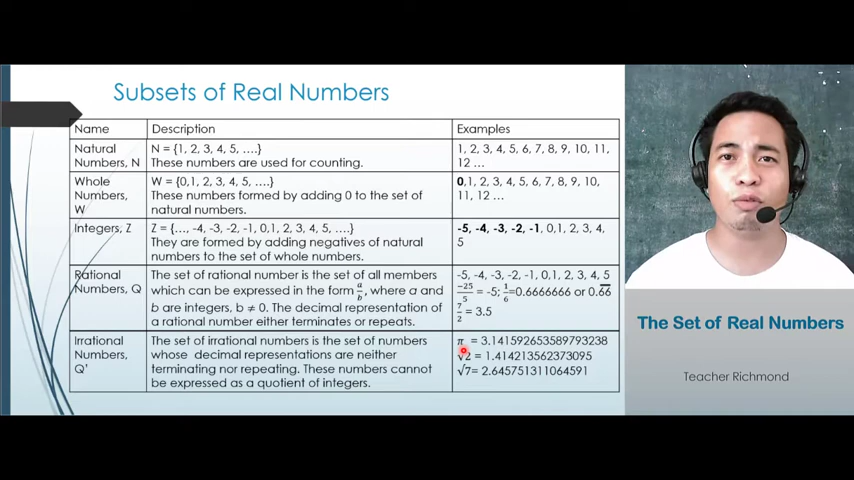 Subsets of Real Numbers
Name Description Examples
Natural Numbers, N
N = {1, 2, 3, 4, 5, ....}
These numbers are used for counting.
1, 2, 3, 4, 5, 6, 7, 8, 9, 10, 11,
12 ...
Whole
Numbers,
W
W = {0,1, 2, 3, 4, 5, ....}
These numbers formed by adding 0 to the set of
natural numbers.
0,1, 2, 3, 4, 5, 6, 7, 8, 9, 10,
11, 12 ...
Integers, Z
Z = {…, -4, -3, -2, -1, 0,1, 2, 3, 4, 5, ....}
They are formed by adding negatives of natural
numbers to the set of whole numbers.
-5, -4, -3, -2, -1, 0,1, 2, 3, 4,
5
Rational
Numbers, Q
The set of rational number is the set of all members
which can be expressed in the form a/b, where a and
b are integers, b ≠ 0. The decimal representation of
a rational number either terminates or repeats.
-5, -4, -3, -2, -1, 0,1, 2, 3, 4, 5
-25/5 = -5; 1/6=0.6666666 or 0.6̅6̅
7/2 = 3.5
Irrational
Numbers,
Q'
The set of irrational numbers is the set of numbers
whose decimal representations are neither
terminating nor repeating. These numbers cannot
be expressed as a quotient of integers.
π = 3.141592653589793238
√2 = 1.414213562373095
√7= 2.645751311064591
The Set of Real Numbers
Teacher Richmond